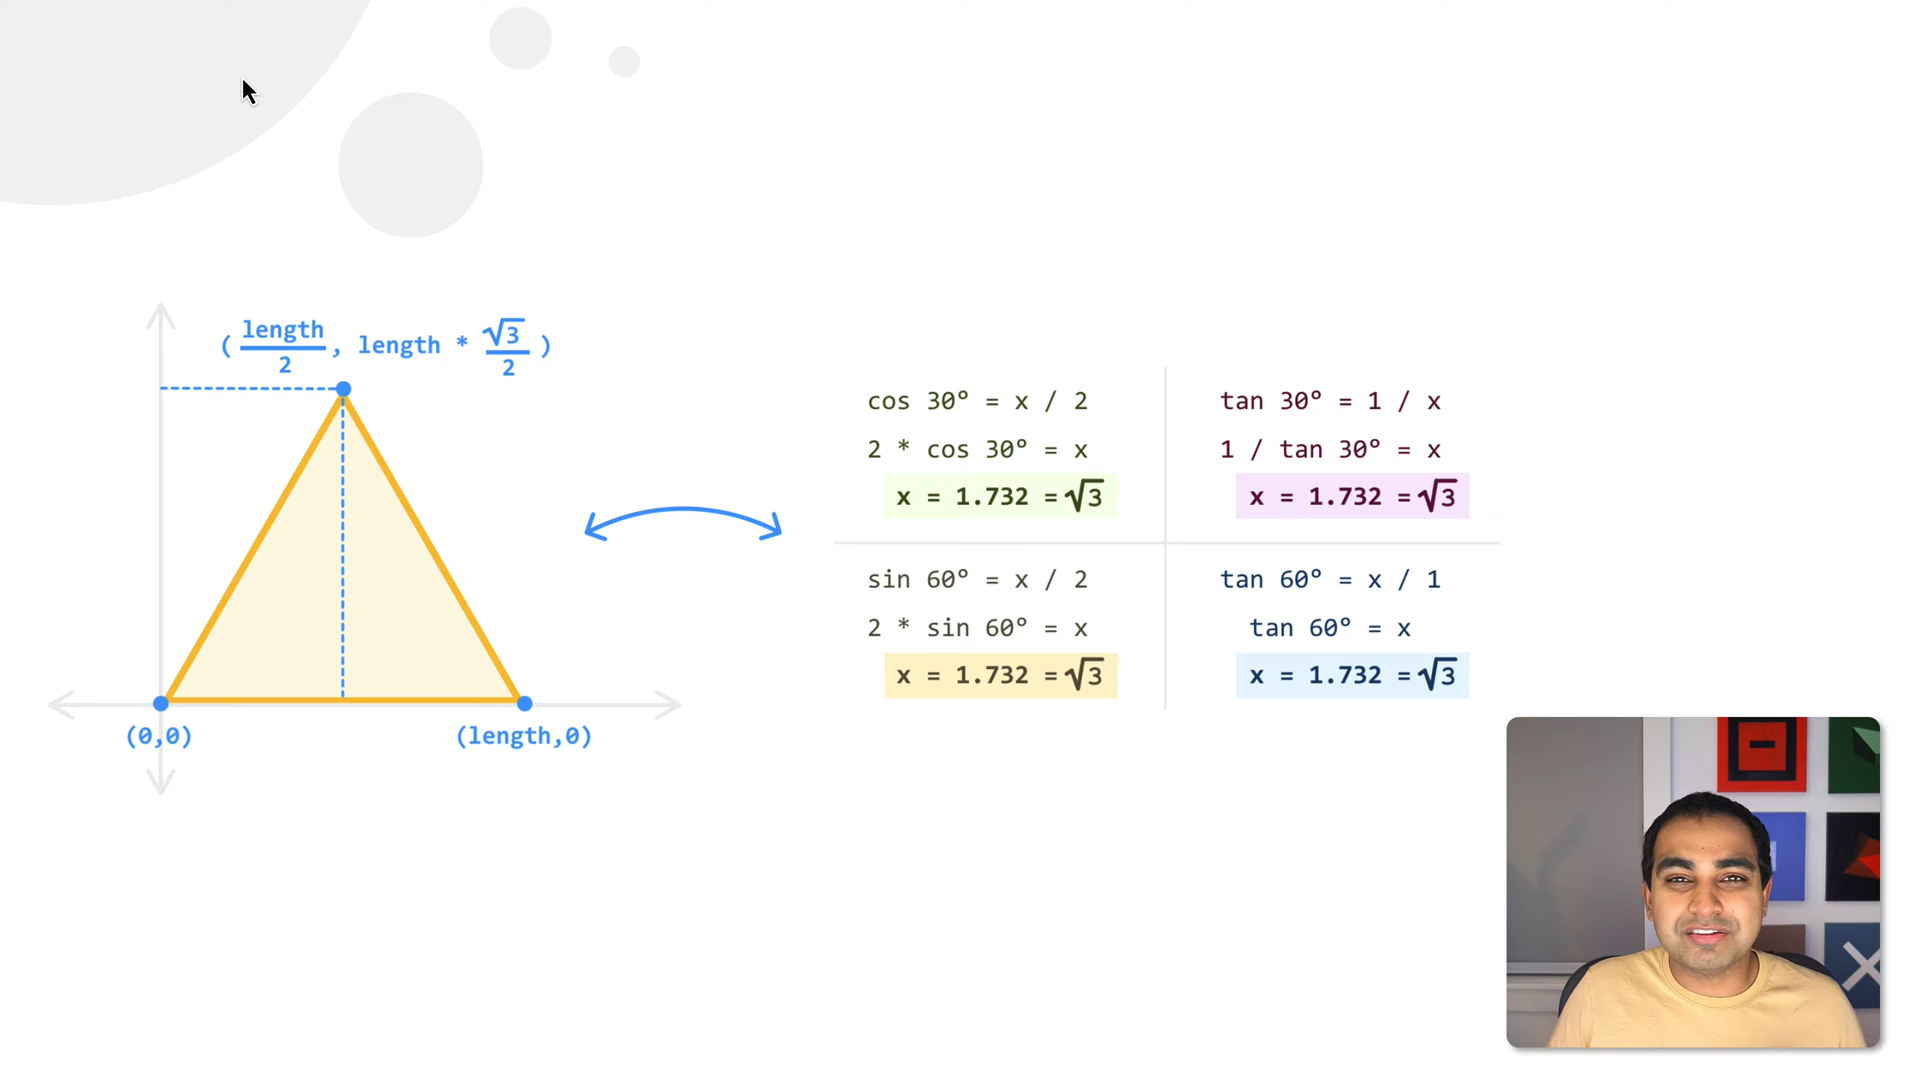 ( length/2, length * √3/2 )
(0,0)
(length,0)
cos 30° = x / 2
2 * cos 30° = x
x = 1.732 = √3
tan 30° = 1 / x
1 / tan 30° = x
x = 1.732 = √3
sin 60° = x / 2
2 * sin 60° = x
x = 1.732 = √3
tan 60° = x / 1
tan 60° = x
x = 1.732 = √3